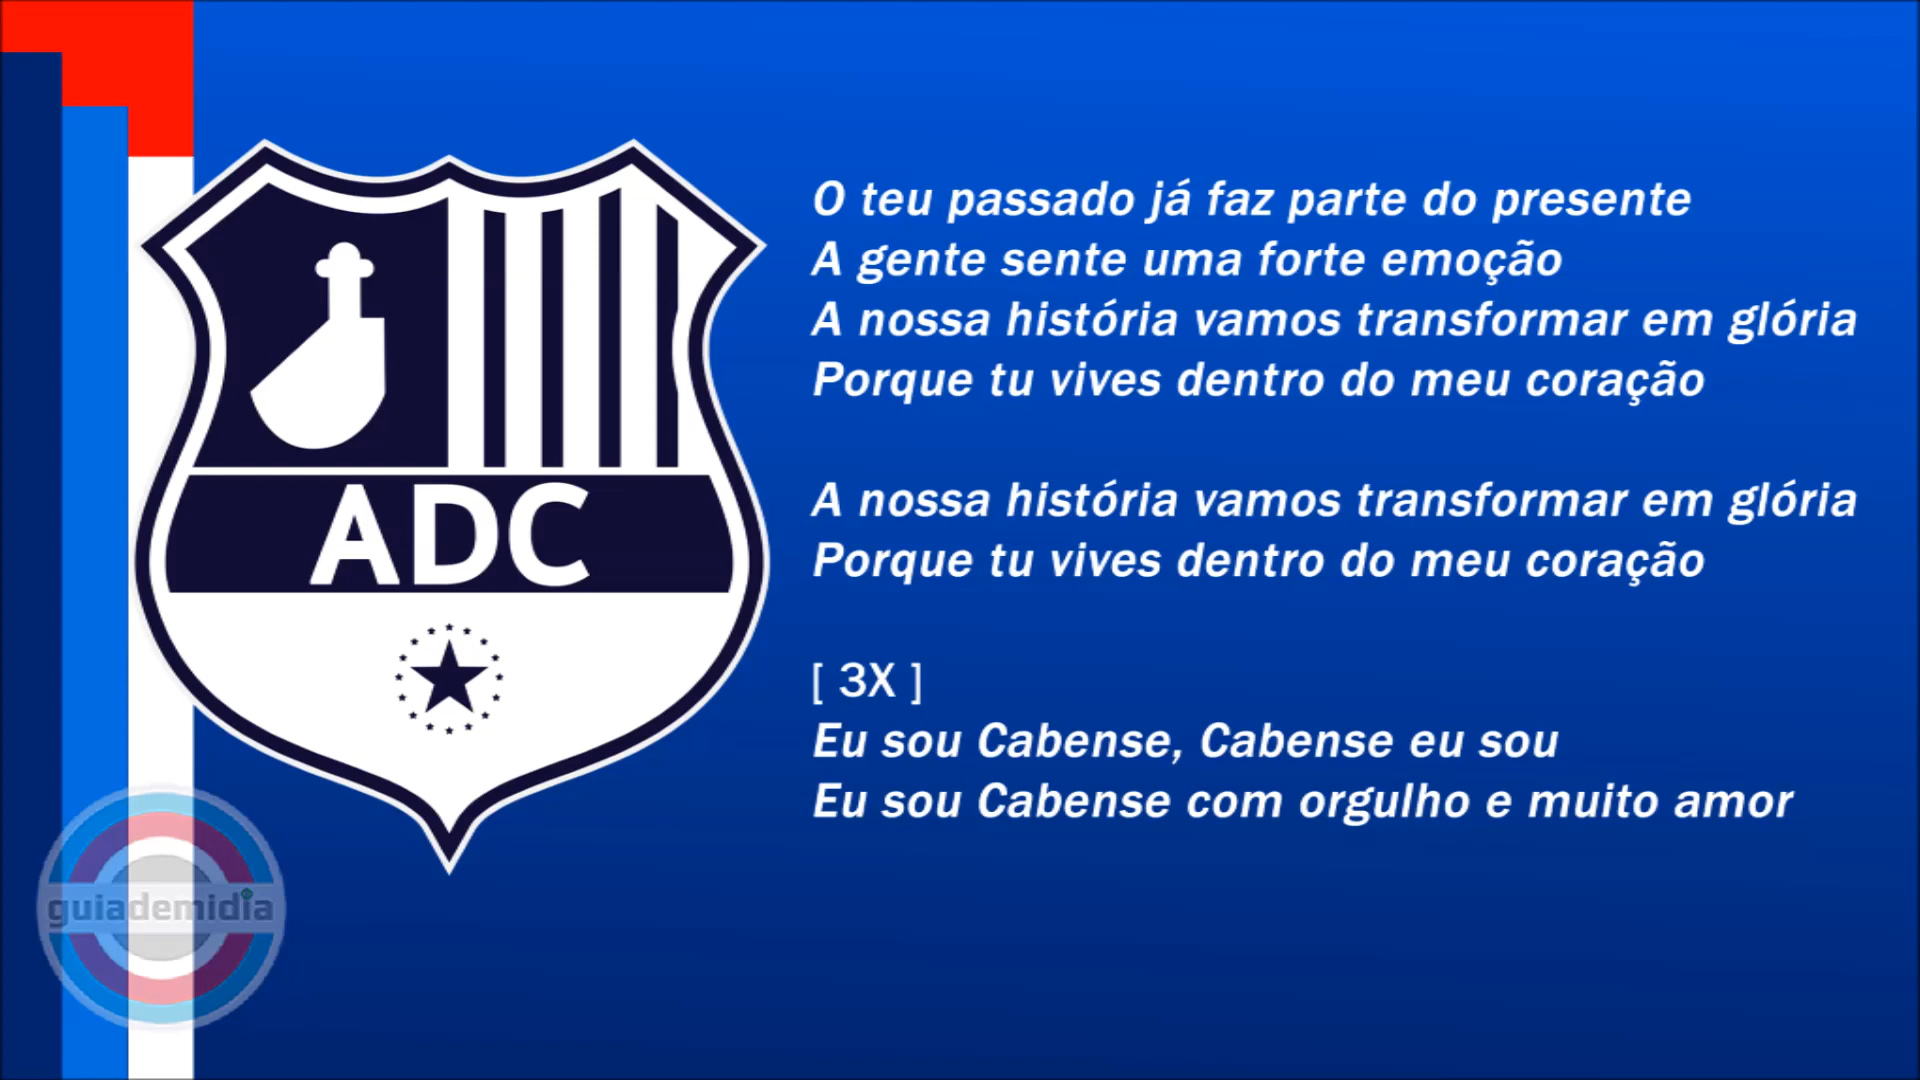 O teu passado já faz parte do presente
A gente sente uma forte emoção
A nossa história vamos transformar em glória
Porque tu vives dentro do meu coração
A nossa história vamos transformar em glória
Porque tu vives dentro do meu coração
[ 3X ]
Eu sou Cabense, Cabense eu sou
Eu sou Cabense com orgulho e muito amor
ADC
guiademidia